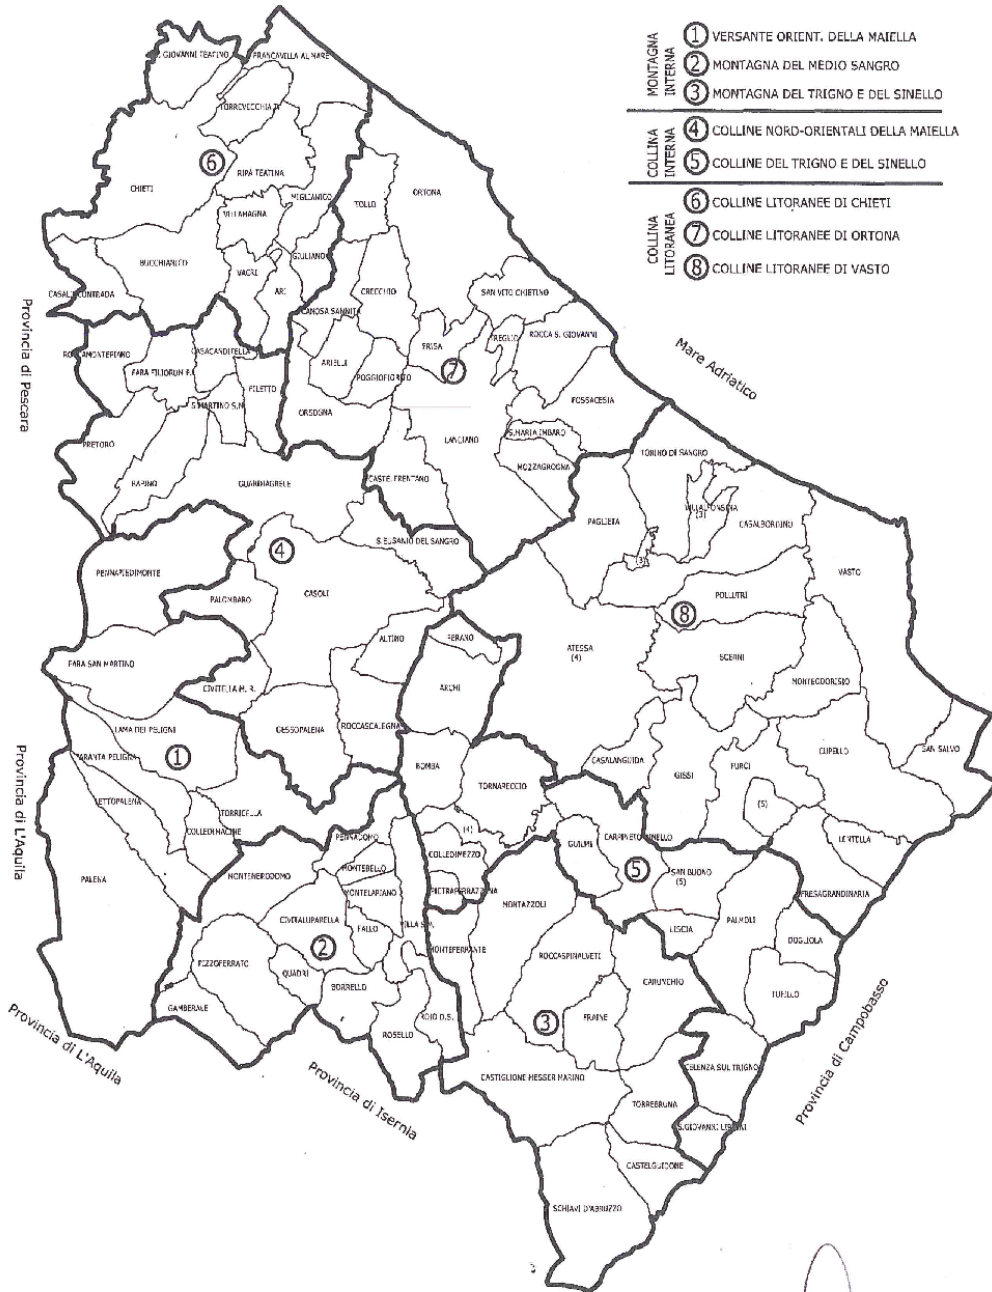 MONTAGNA INTERNA
① VERSANTE ORIENT. DELLA MAIELLA
② MONTAGNA DEL MEDIO SANGRO
③ MONTAGNA DEL TRIGNO E DEL SINELLO
COLLINA INTERNA
④ COLLINE NORD-ORIENTALI DELLA MAIELLA
⑤ COLLINE DEL TRIGNO E DEL SINELLO
COLLINA LITORANEA
⑥ COLLINE LITORANEE DI CHIETI
⑦ COLLINE LITORANEE DI ORTONA
⑧ COLLINE LITORANEE DI VASTO
GIOVANNI TEATINO
FRANCAVILLA AL MARE
TORREVECCHIA T.
⑥
RIPA TEATINA
CHIETI
ORTONA
MIGLIANICO
TOLLO
VILLAMAGNA
BUCCHIANICO
GIULIANO
VACRI
ARI
CASALINCONTRADA
CRECCHIO
SAN VITO CHIETINO
CANOSA SANNITA
Provincia di Pescara
ROCCAMONTEPIANO
CASACANDITELLA
FRISA
TREGLIO
ROCCA S. GIOVANNI
Mare Adriatico
FARA FILIORUM P.
ARIELLI
POGGIOFIORITO
⑦
FILETTO
S.MARTINO S.M.
ORSOGNA
FOSSACESIA
PRETORO
LANCIANO
S.MARIA IMBARO
MOZZAGROGNA
TORINO DI SANGRO
RAPINO
GUARDIAGRELE
CASTEL FRENTANO
VILLALFONSINA
(3)
PAGLIETA
CASALBORDINO
④
S.EUSANIO DEL SANGRO
(3)
PENNAPIEDIMONTE
VASTO
PALOMBARO
CASOLI
POLLUTRI
⑧
ALTINO
PERANO
ATESSA
(4)
SCERNI
FARA SAN MARTINO
CIVITELLA M. R.
ARCHI
MONTEODORISIO
GESSOPALENA
ROCCASCALEGNA
LAMA DEI PELIGNI
①
TARANTA PELIGNA
BOMBA
CASALANGUIDA
GISSI
FURCI
CUPELLO
SAN SALVO
Provincia di L'Aquila
TORNARECCIO
LETTOPALENA
TORRICELLA
COLLEDIMACINE
(5)
PENNADOMO
(4)
GUILMI
CARPINETO SINELLO
LENTELLA
COLLEDIMEZZO
MONTEBELLO
⑤
SAN BUONO
(5)
PALENA
MONTENERODOMO
MONTELAPIANO
PIETRAFERRAZZANA
FRESAGRANDINARIA
MONTAZZOLI
CIVITALUPARELLA
FALLO
VILLA S.M.
LISCIA
PALMOLI
DOGLIOLA
②
MONTEFERRANTE
ROCCASPINALVETI
PIZZOFERRATO
QUADRI
BORRELLO
CARUNCHIO
TUFILLO
GAMBERALE
ROIO D.S.
③
FRAINE
ROSELLO
Provincia di L'Aquila
Provincia di Isernia
Provincia di Campobasso
CASTIGLIONE MESSER MARINO
CELENZA SUL TRIGNO
TORREBRUNA
S.GIOVANNI LIPIONI
CASTELGUIDONE
SCHIAVI D'ABRUZZO